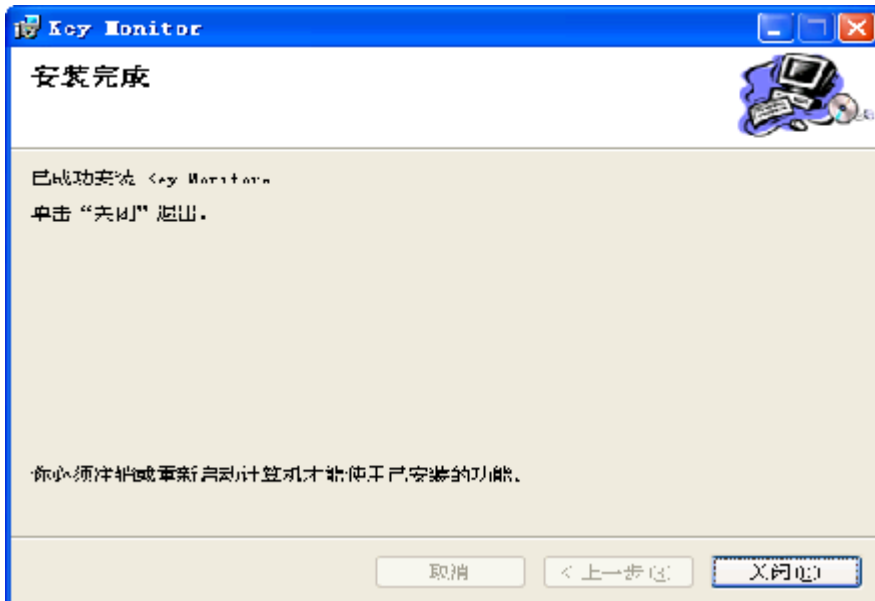 Key Monitor
安装完成
已成功安装 Key Monitor。
单击“关闭”退出。
你必须注销或重新启动计算机才能使用已安装的功能。
取消
< 上一步(B)
关闭(C)